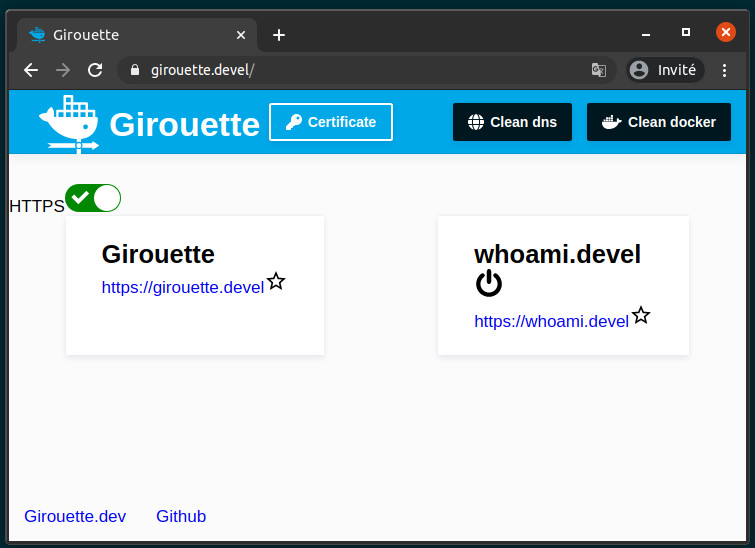 Girouette
girouette.devel/
Invité
Girouette
Certificate
Clean dns
Clean docker
HTTPS
Girouette
https://girouette.devel
whoami.devel
https://whoami.devel
Girouette.dev
Github